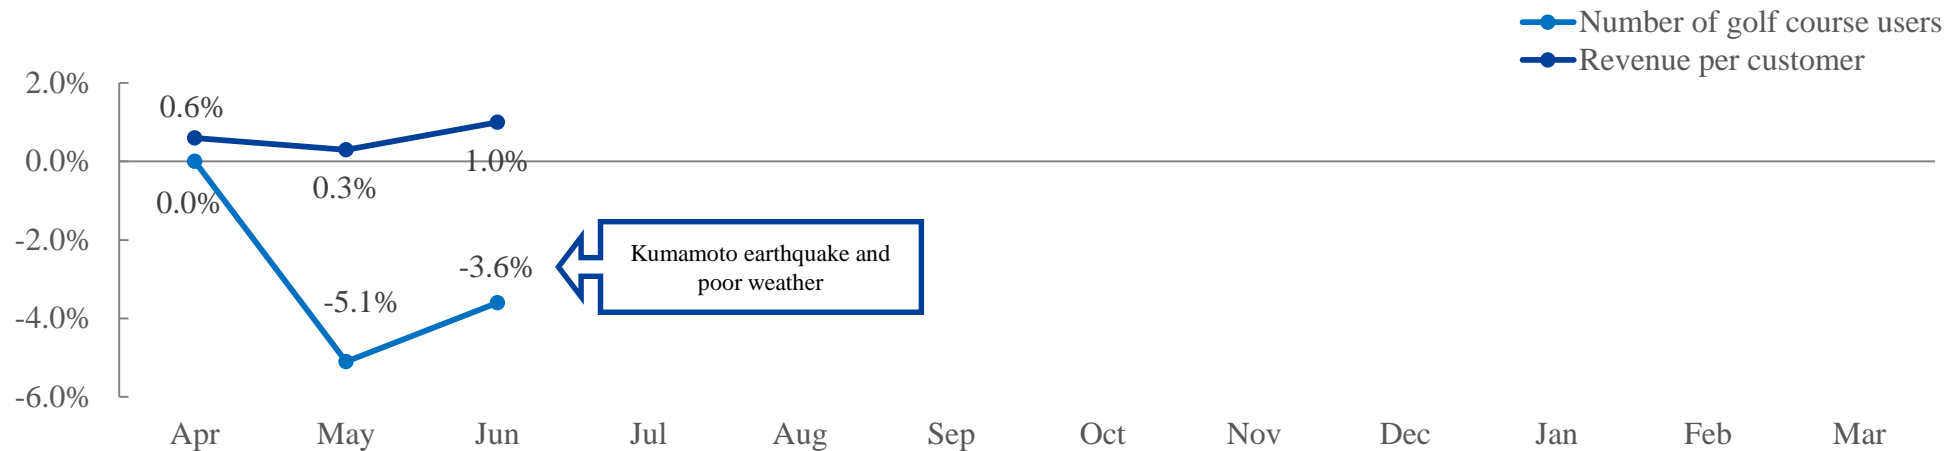 Number of golf course users
Revenue per customer
2.0%
0.0%
-2.0%
-4.0%
-6.0%
0.6%
0.3%
1.0%
0.0%
-5.1%
-3.6%
Kumamoto earthquake and
poor weather
Apr May Jun Jul Aug Sep Oct Nov Dec Jan Feb Mar